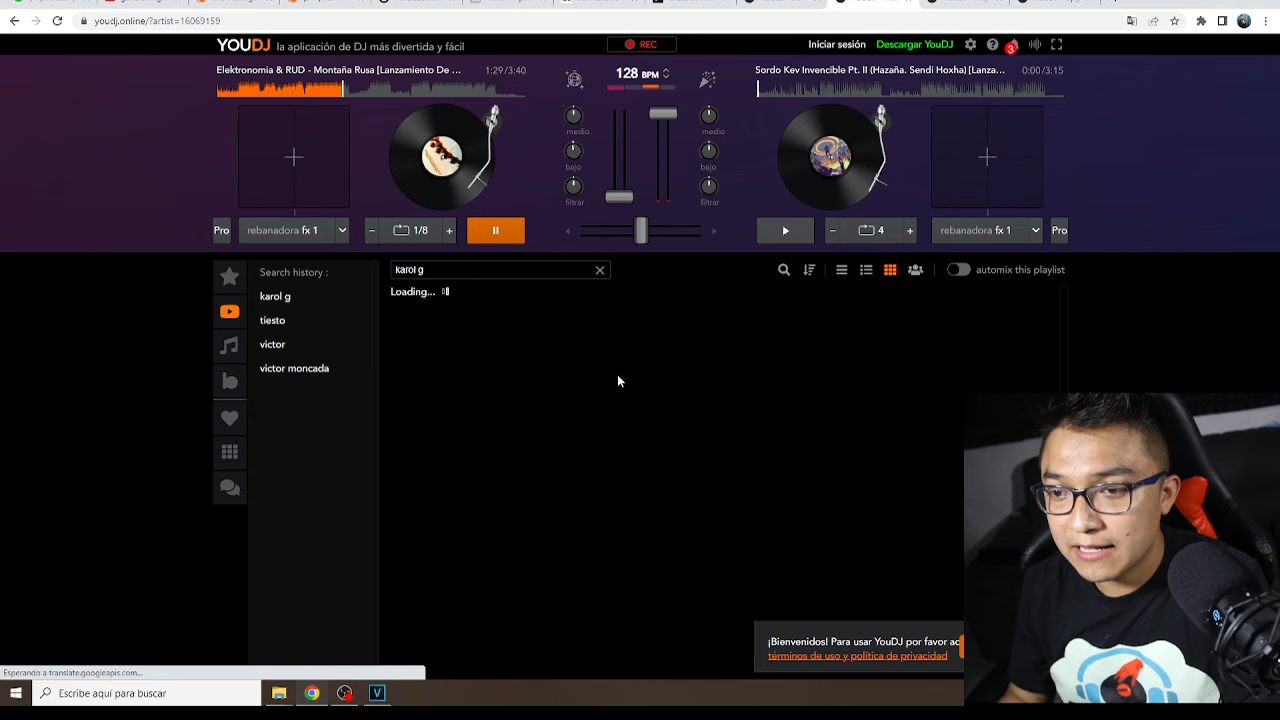 youdj.online/?artist=16069159
YOUDJ la aplicación de DJ más divertida y fácil
REC
Iniciar sesión
Descargar YouDJ
3
Elektronomia & RUD - Montaña Rusa [Lanzamiento De ...
1:29/3:40
128 BPM
Sordo Kev Invencible Pt. II (Hazaña. Sendi Hoxha) [Lanza...
0:00/3:15
medio
medio
bajo
bajo
filtrar
filtrar
Pro
rebanadora fx 1
− 1/8 +
− 4 +
rebanadora fx 1
Pro
Search history :
karol g
automix this playlist
karol g
Loading...
tiesto
victor
victor moncada
¡Bienvenidos! Para usar YouDJ por favor ac
términos de uso y política de privacidad
Esperando a translate.googleapis.com...
Escribe aquí para buscar